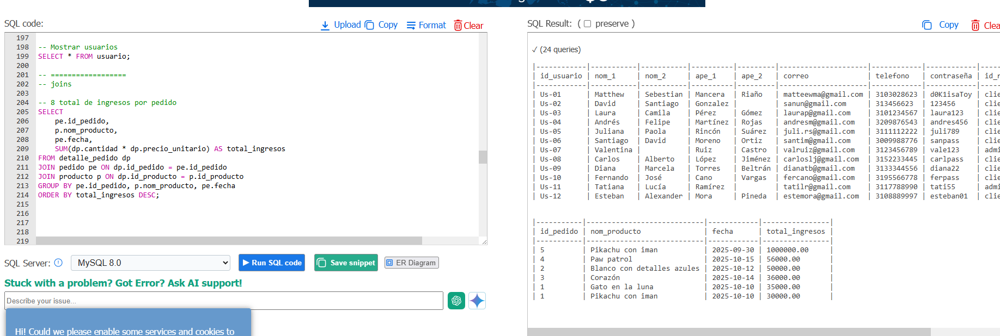 SQL code:
Upload Copy Format Clear
197
198 -- Mostrar usuarios
199 SELECT * FROM usuario;
200
201 -- ==================
202 -- joins
203
204 -- 8 total de ingresos por pedido
205 SELECT
206 pe.id_pedido,
207 p.nom_producto,
208 pe.fecha,
209 SUM(dp.cantidad * dp.precio_unitario) AS total_ingresos
210 FROM detalle_pedido dp
211 JOIN pedido pe ON dp.id_pedido = pe.id_pedido
212 JOIN producto p ON dp.id_producto = p.id_producto
213 GROUP BY pe.id_pedido, p.nom_producto, pe.fecha
214 ORDER BY total_ingresos DESC;
215
216
217
218
219
SQL Server: MySQL 8.0 Run SQL code Save snippet ER Diagram
Stuck with a problem? Got Error? Ask AI support!
Describe your issue...
Hi! Could we please enable some services and cookies to
SQL Result: ( preserve )
Copy Clea
✓ (24 queries)
| id_usuario | nom_1 | nom_2 | ape_1 | ape_2 | correo | telefono | contraseña | id_r
| Us-01 | Matthew | Sebestian | Mancera | Riaño | matteewma@gmail.com | 3103028623 | d0K1isaToy | clie
| Us-02 | David | Santiago | Gonzalez | | sanun@gmail.com | 313456623 | 123456 | clie
| Us-03 | Laura | Camila | Pérez | Gómez | laurap@gmail.com | 3101234567 | laura123 | clie
| Us-04 | Andrés | Felipe | Martínez | Rojas | andresm@gmail.com | 3209876543 | andres456 | clie
| Us-05 | Juliana | Paola | Rincón | Suárez | juli.rs@gmail.com | 3111112222 | juli789 | clie
| Us-06 | Santiago | David | Moreno | Ortiz | santim@gmail.com | 3009988776 | sanpass | clie
| Us-07 | Valentina | | Ruiz | Castro | valruiz@gmail.com | 3123456789 | vale123 | admi
| Us-08 | Carlos | Alberto | López | Jiménez | carloslj@gmail.com | 3152233445 | carlpass | clie
| Us-09 | Diana | Marcela | Torres | Beltrán | dianatb@gmail.com | 3133344556 | diana22 | clie
| Us-10 | Fernando | José | Cano | Vargas | fercano@gmail.com | 3195566778 | ferpass | clie
| Us-11 | Tatiana | Lucía | Ramírez | | tatilr@gmail.com | 3117788990 | tati55 | admi
| Us-12 | Esteban | Alexander | Mora | Pineda | estemora@gmail.com | 3108889997 | esteban01 | clie
| id_pedido | nom_producto | fecha | total_ingresos |
| 5 | Pikachu con iman | 2025-09-30 | 1000000.00 |
| 4 | Paw patrol | 2025-10-15 | 56000.00 |
| 2 | Blanco con detalles azules | 2025-10-12 | 50000.00 |
| 3 | Corazón | 2025-10-14 | 36000.00 |
| 1 | Gato en la luna | 2025-10-10 | 35000.00 |
| 1 | Pikachu con iman | 2025-10-10 | 30000.00 |